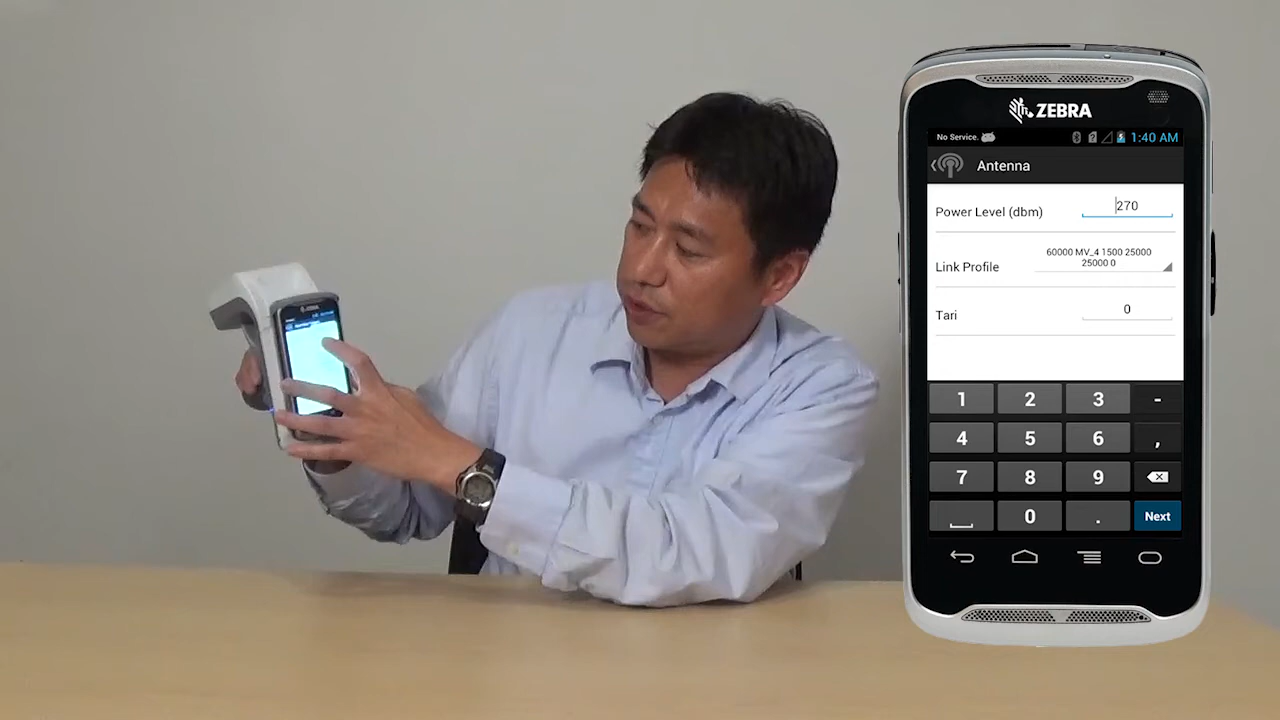 ZEBRA
No Service.
1:40 AM
Antenna
Power Level (dbm)
270
Link Profile
60000 MV_4 1500 25000
25000 0
Tari
0
1 2 3 -
4 5 6 ,
7 8 9
0 . Next